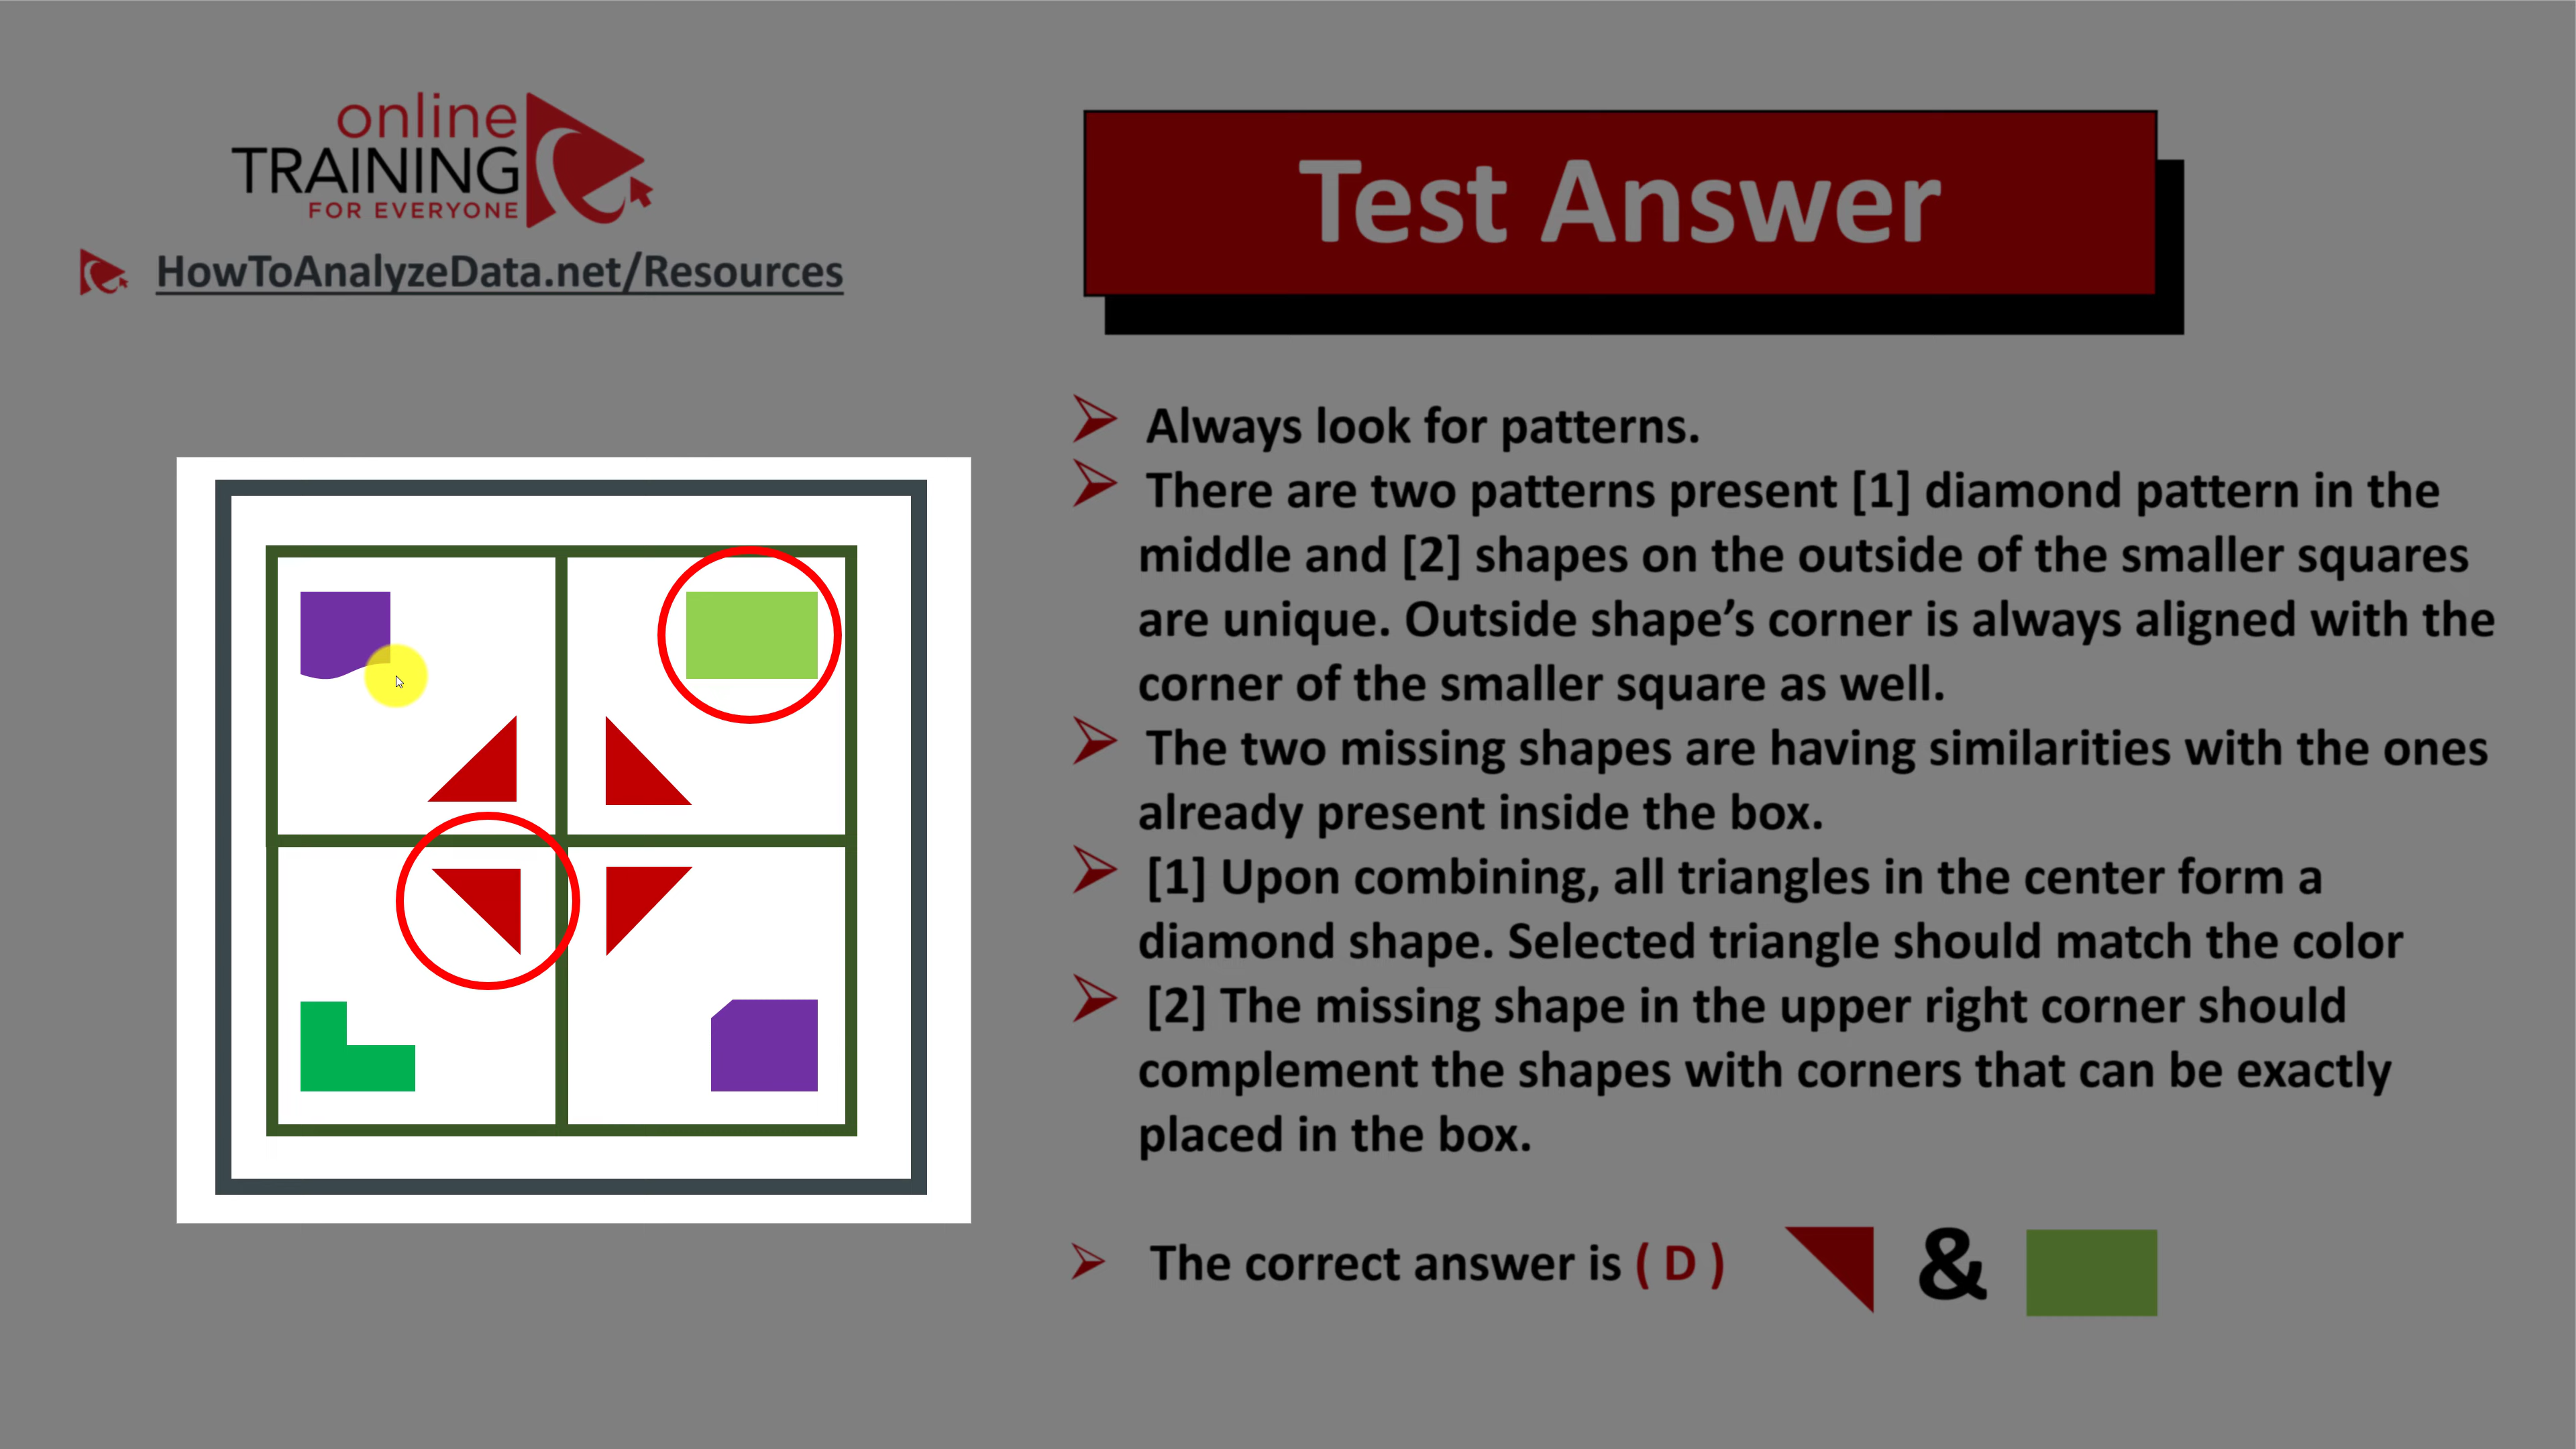 online
TRAINING
FOR EVERYONE
HowToAnalyzeData.net/Resources
Test Answer
Always look for patterns.
There are two patterns present [1] diamond pattern in the
middle and [2] shapes on the outside of the smaller squares
are unique. Outside shape’s corner is always aligned with the
corner of the smaller square as well.
The two missing shapes are having similarities with the ones
already present inside the box.
[1] Upon combining, all triangles in the center form a
diamond shape. Selected triangle should match the color
[2] The missing shape in the upper right corner should
complement the shapes with corners that can be exactly
placed in the box.
The correct answer is ( D ) &